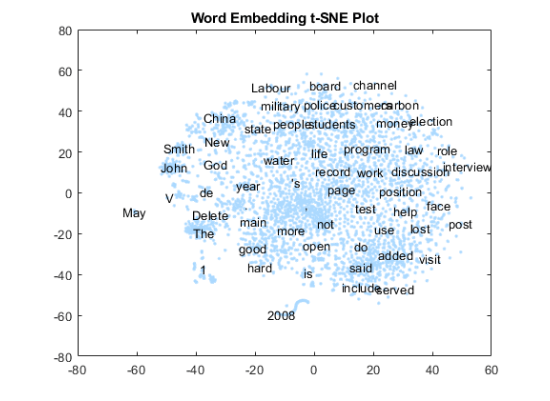 Word Embedding t-SNE Plot
80
60
Labour board channel
military police customers carbon
40
China state people students money election
New
20
Smith water life program law role
John God record work discussion interview
year 's page position
0
V de
May Delete main more not test help face
The use lost post
-20
good open do added visit
-40
1 hard is said
include served
2008
-60
-80
-80 -60 -40 -20 0 20 40 60